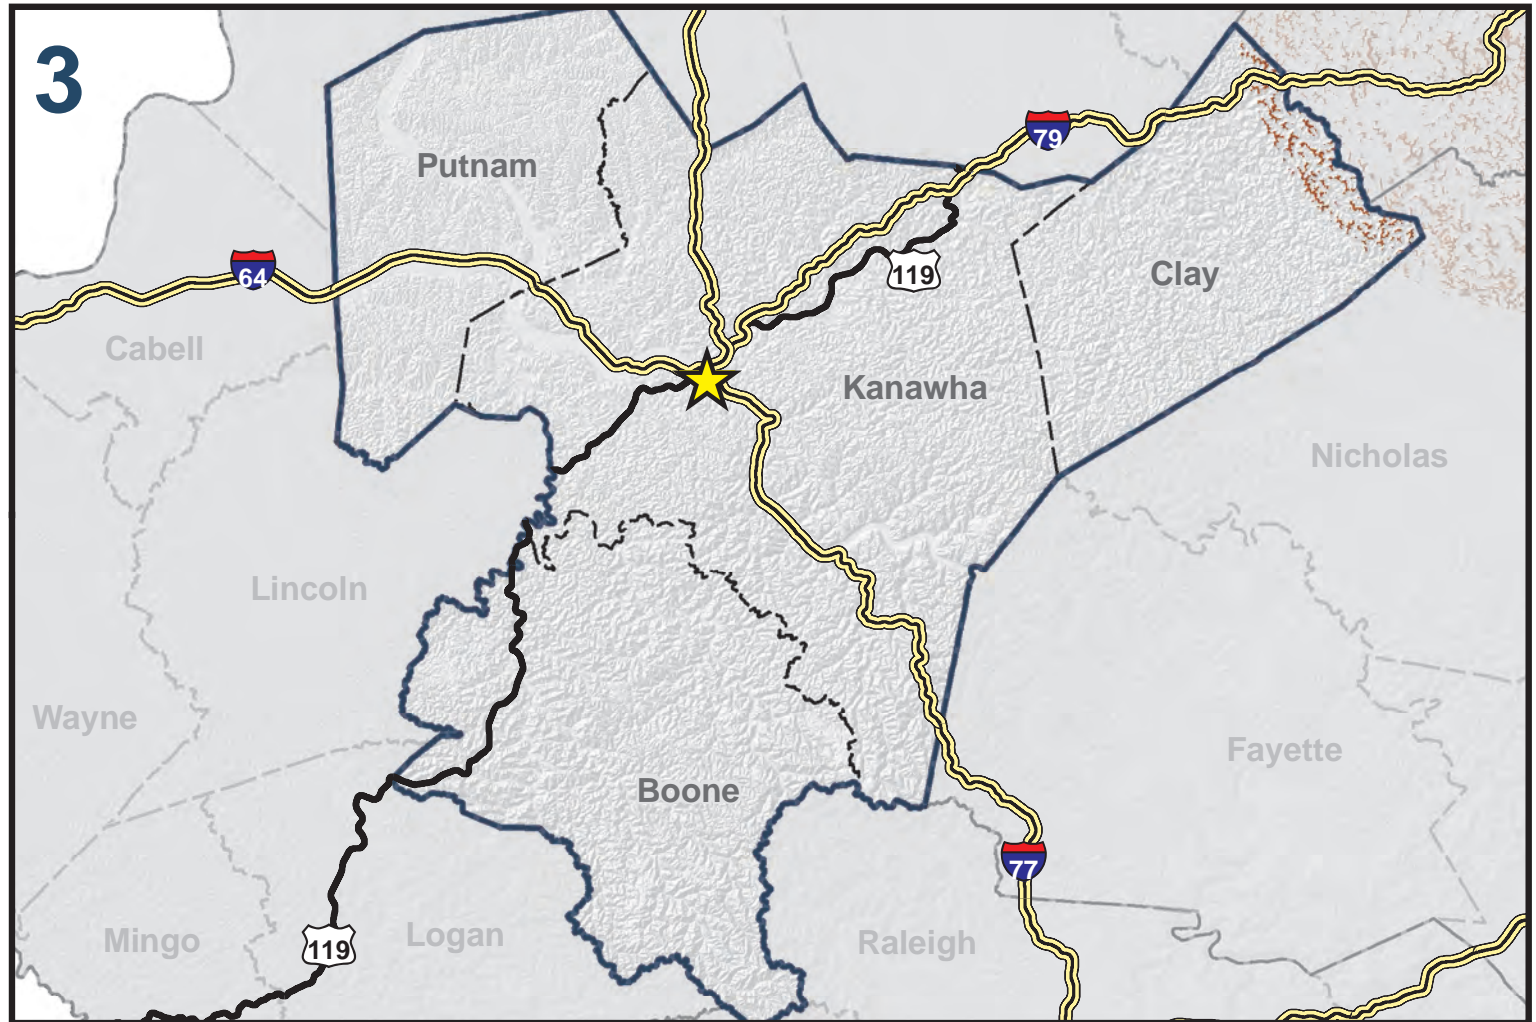 3
79
Putnam
64
119
Clay
Cabell
Kanawha
Nicholas
Lincoln
Wayne
Fayette
Boone
77
Mingo
119
Logan
Raleigh